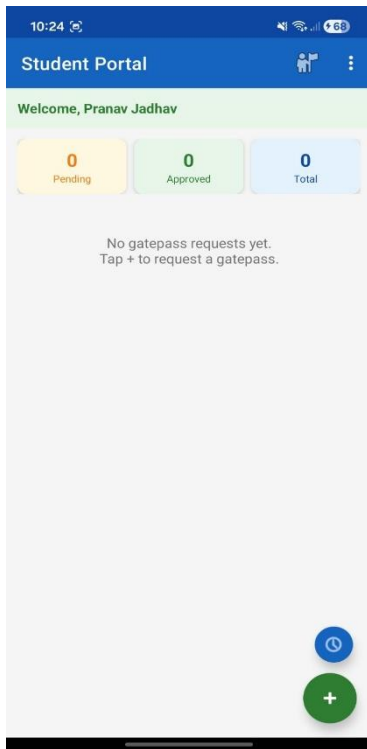 10:24
68
Student Portal
Welcome, Pranav Jadhav
0 0 0
Pending Approved Total
No gatepass requests yet.
Tap + to request a gatepass.
+